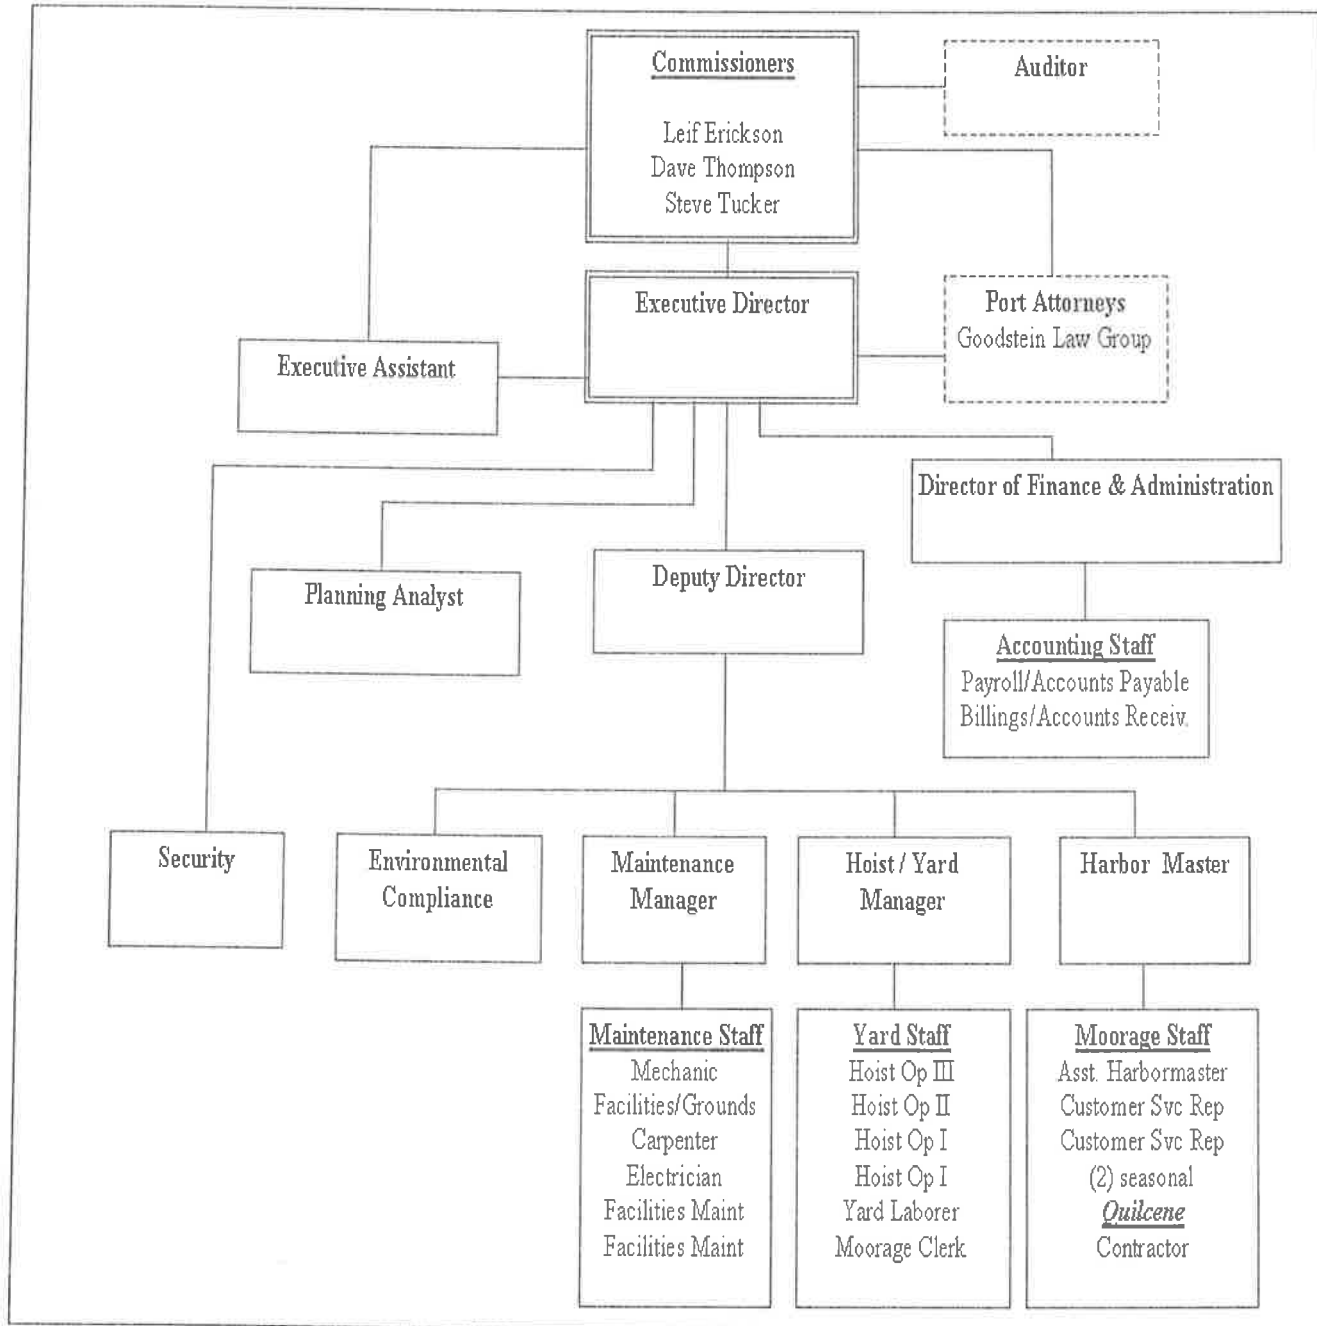 Commissioners
Leif Erickson
Dave Thompson
Steve Tucker
Auditor
Executive Director
Port Attorneys
Goodstein Law Group
Executive Assistant
Director of Finance & Administration
Planning Analyst
Deputy Director
Accounting Staff
Payroll/Accounts Payable
Billings/Accounts Receiv.
Security
Environmental
Compliance
Maintenance
Manager
Hoist / Yard
Manager
Harbor Master
Maintenance Staff
Mechanic
Facilities/Grounds
Carpenter
Electrician
Facilities Maint
Facilities Maint
Yard Staff
Hoist Op III
Hoist Op II
Hoist Op I
Hoist Op I
Yard Laborer
Moorage Clerk
Moorage Staff
Asst. Harbormaster
Customer Svc Rep
Customer Svc Rep
(2) seasonal
Quilcene
Contractor